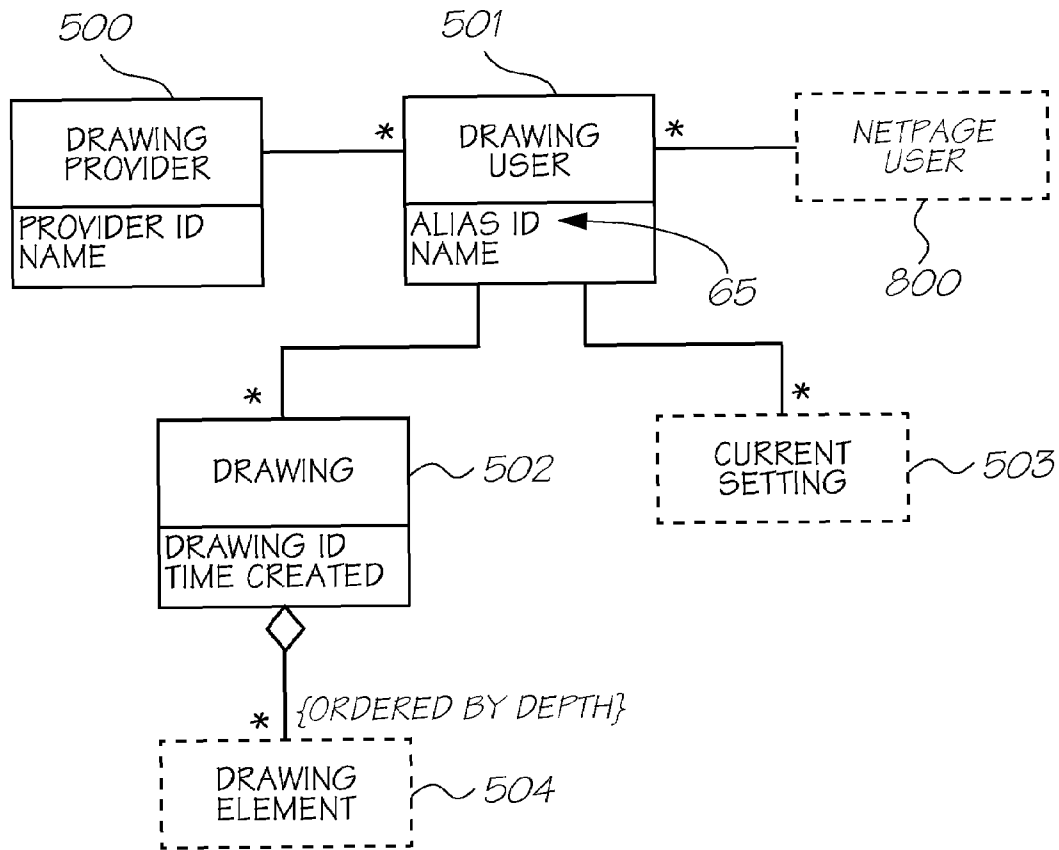 500
501
DRAWING
PROVIDER
PROVIDER ID
NAME
*
DRAWING
USER
ALIAS ID
NAME
*
NETPAGE
USER
65
800
*
*
DRAWING
502
DRAWING ID
TIME CREATED
CURRENT
SETTING
503
{ORDERED BY DEPTH}
*
DRAWING
ELEMENT
504